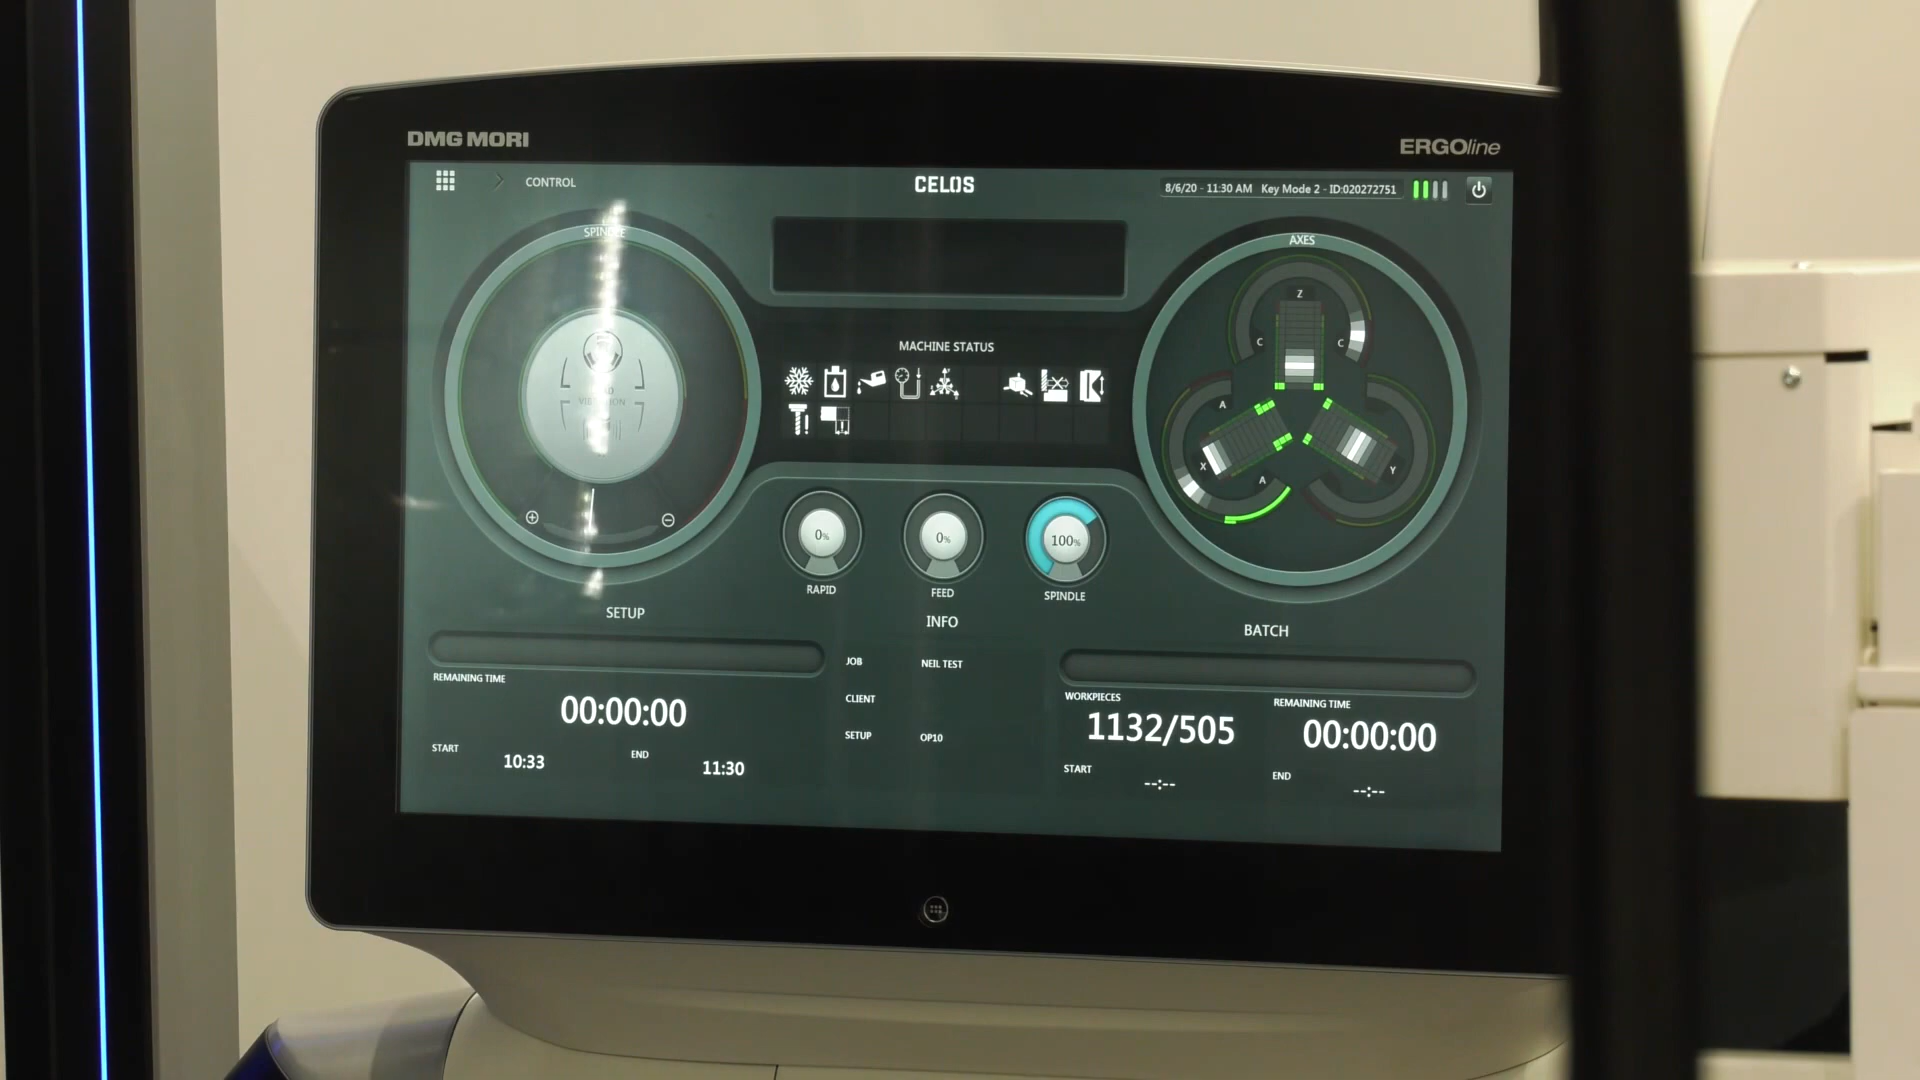 DMG MORI
ERGOline
CONTROL
CELOS
8/6/20 - 11:30 AM Key Mode 2 - ID:020272751
SPINDLE
AXES
Z
C
C
A
X
Y
A
MACHINE STATUS
0%
0%
100%
RAPID
FEED
SPINDLE
SETUP
INFO
BATCH
JOB
NEIL TEST
REMAINING TIME
CLIENT
WORKPIECES
REMAINING TIME
00:00:00
1132/505
00:00:00
SETUP
OP10
START
10:33
END
11:30
START
--:--
END
--:--